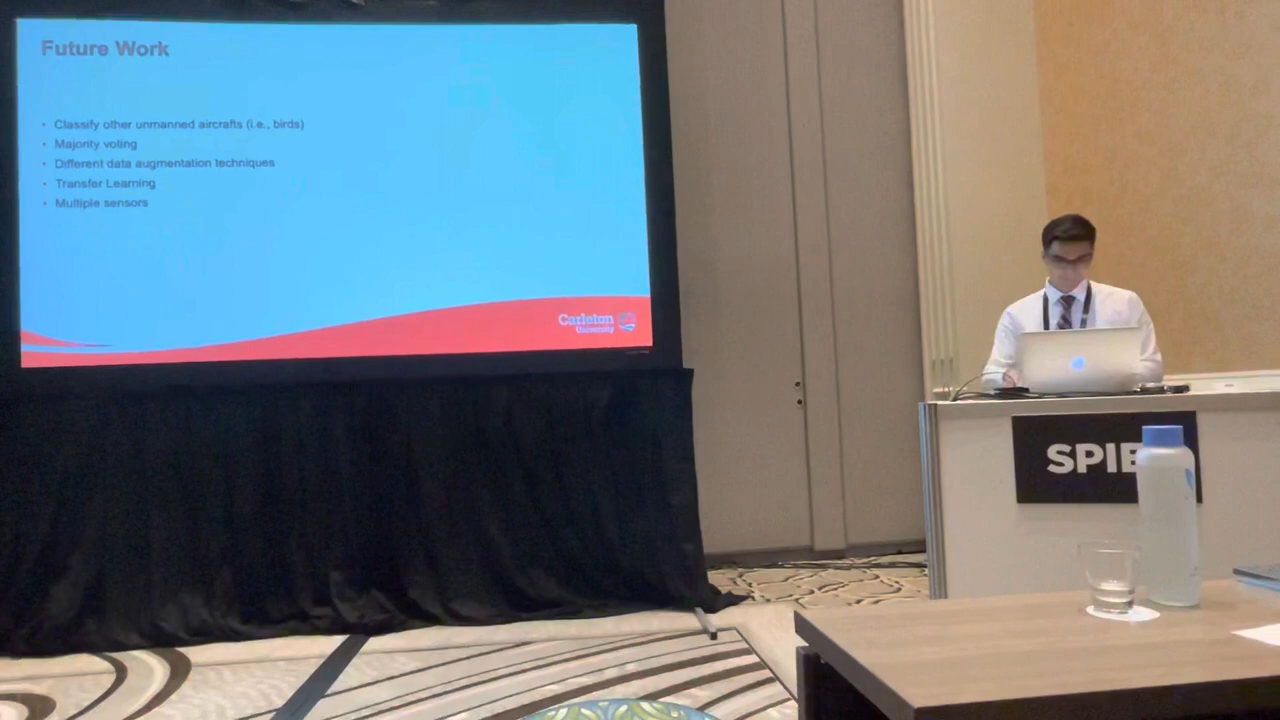 Future Work
• Classify other unmanned aircrafts (i.e., birds)
• Majority voting
• Different data augmentation techniques
• Transfer Learning
• Multiple sensors
Carleton
University
SPIE